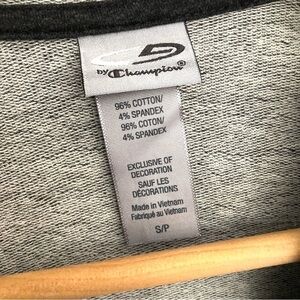 by Champion®
96% COTTON/
4% SPANDEX
96% COTON/
4% SPANDEX
EXCLUSIVE OF
DECORATION
SAUF LES
DÉCORATIONS
Made in Vietnam
Fabriqué au Vietnam
S/P